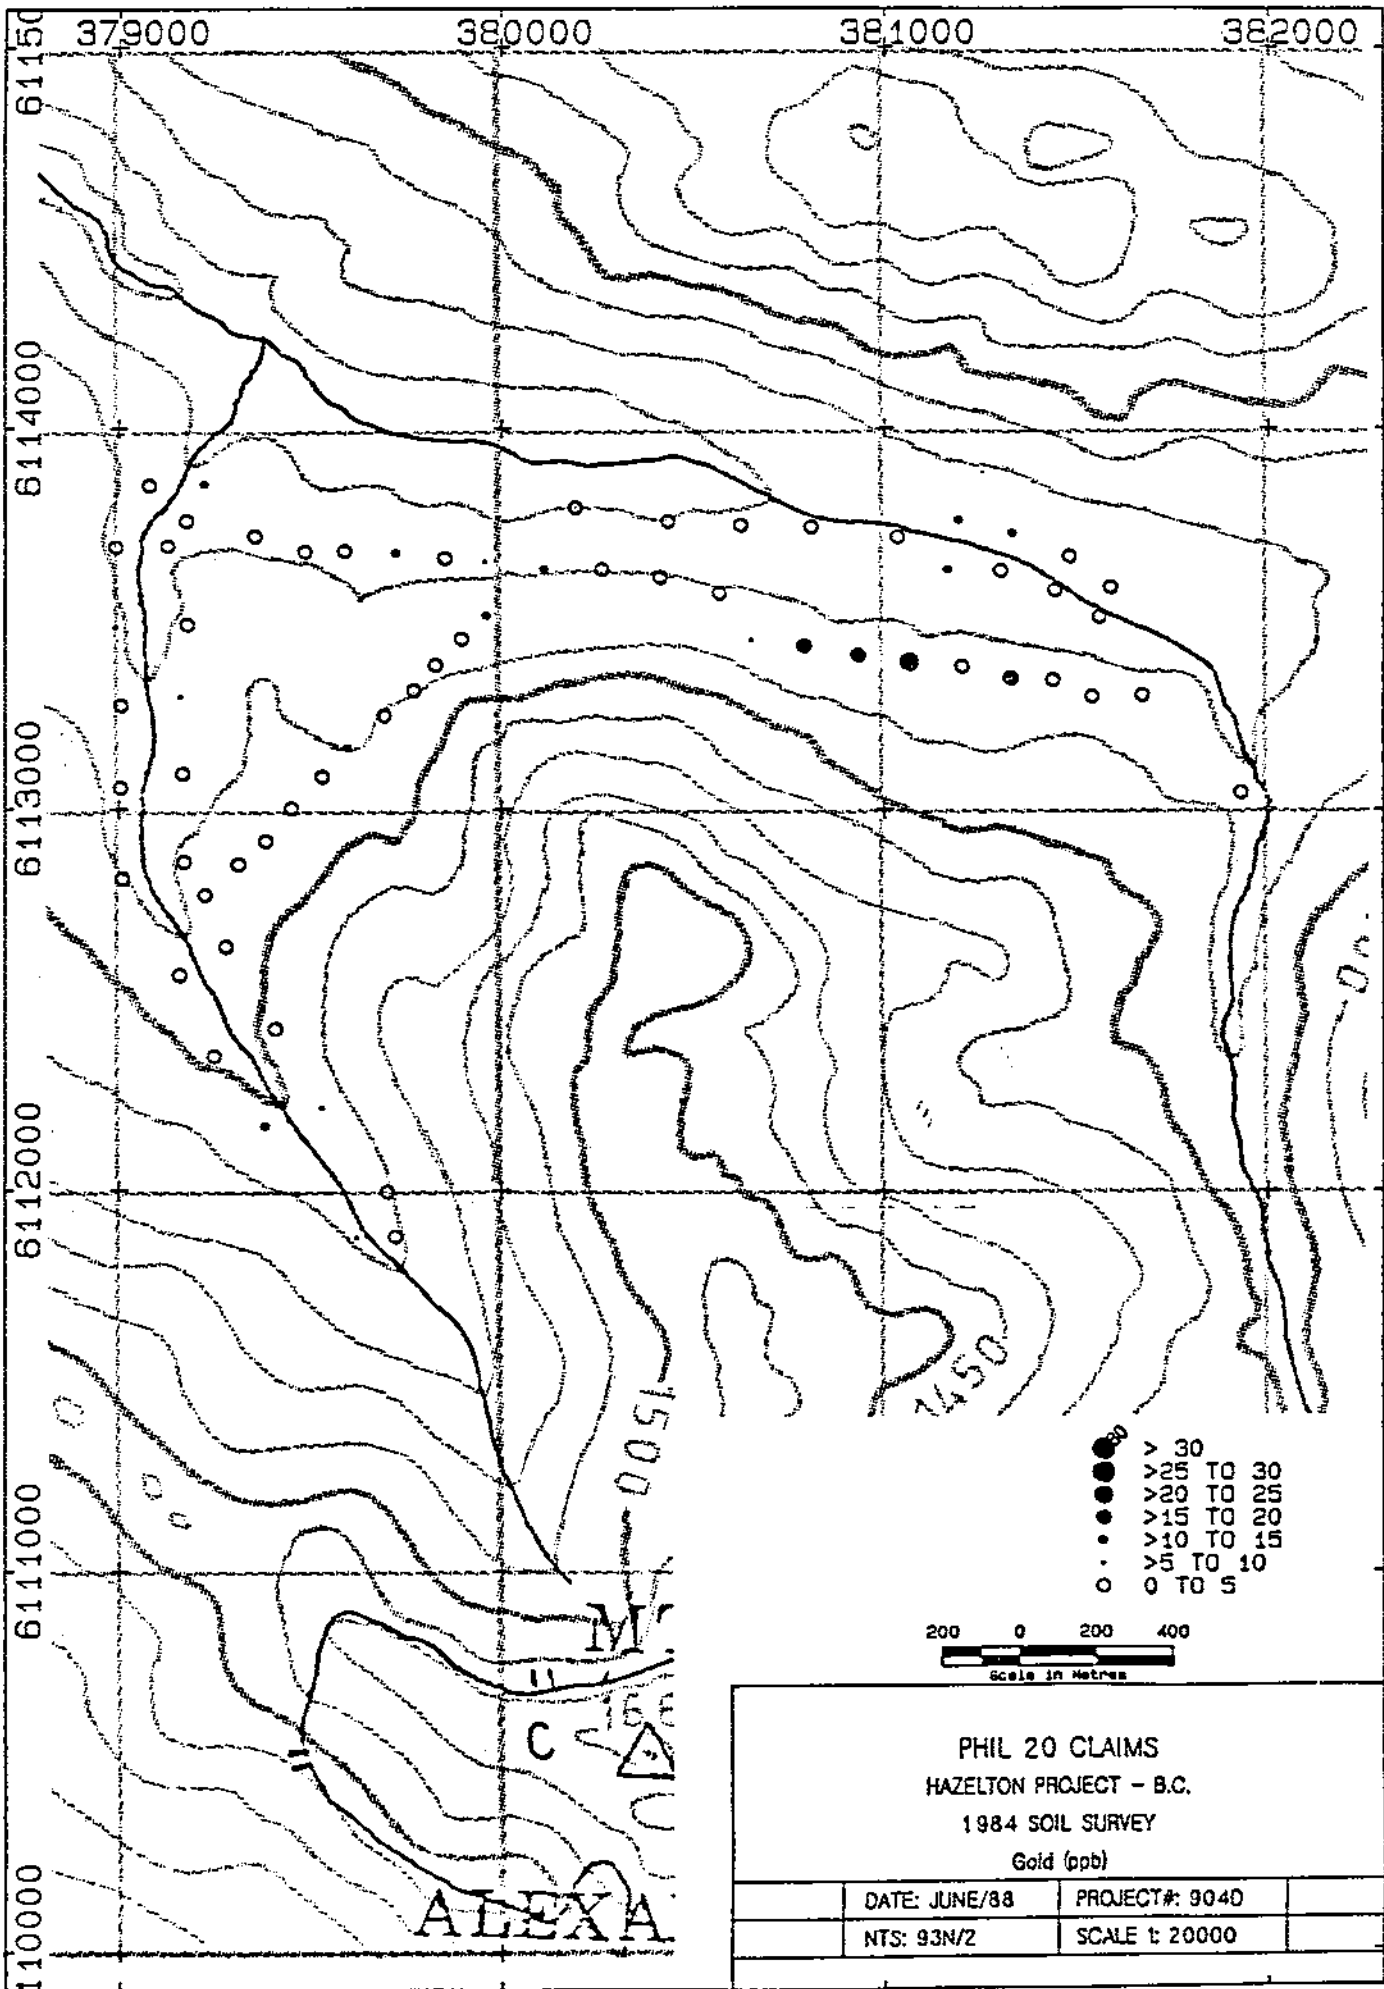 379000 380000 381000 382000
61150
6114000
6113000
6112000
6111000
110000
1450
1500
30
> 30
>25 TO 30
>20 TO 25
>15 TO 20
>10 TO 15
>5 TO 10
0 TO 5
200 0 200 400
Scale in Metres
C
ALEXA
PHIL 20 CLAIMS
HAZELTON PROJECT - B.C.
1984 SOIL SURVEY
Gold (ppb)
DATE: JUNE/88 PROJECT#: 9040
NTS: 93N/2 SCALE 1: 20000